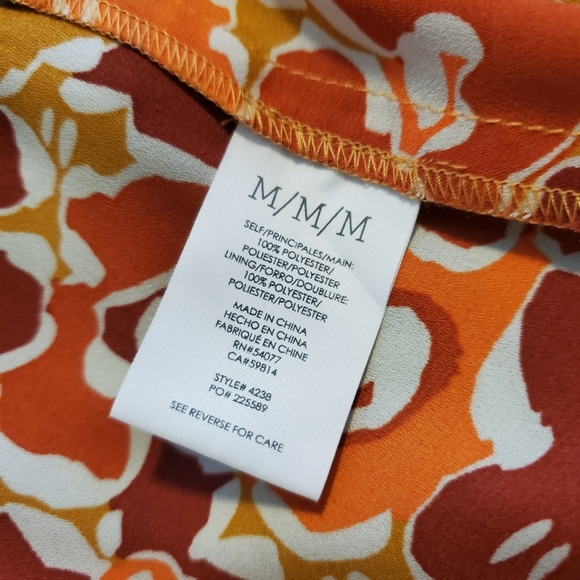 M/M/M
SELF/PRINCIPALES/MAIN:
100% POLYESTER/
POLIESTER/POLYESTER
LINING/FORRO/DOUBLURE:
100% POLYESTER/
POLIESTER/POLYESTER
MADE IN CHINA
HECHO EN CHINA
FABRIQUÉ EN CHINE
RN#54077
CA#59814
STYLE# 4238
PO# 225589
SEE REVERSE FOR CARE